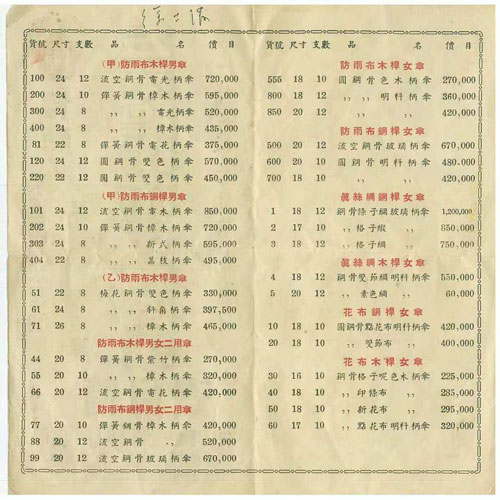 貨號 尺寸 支數 品 名 價 目
(甲)防雨布木桿男傘
100 24 12 流空鋼骨電光柄傘 720,000
200 24 10 彈簧鋼骨樟木柄傘 595,000
300 24 8 〃 〃 電光柄傘 520,000
400 24 8 〃 〃 樟木柄傘 435,000
81 22 8 彈簧鋼骨電花柄傘 375,000
120 24 12 圓鋼骨雙色柄傘 570,000
220 22 12 圓鋼骨雙色柄傘 450,000
(甲)防雨布鋼桿男傘
101 24 12 流空鋼骨電木柄傘 850,000
202 24 10 彈簧鋼骨樟木柄傘 720,000
303 24 8 〃 〃 新式柄傘 595,000
404 22 8 〃 〃 荔枝柄傘 495,000
(乙)防雨布木桿男傘
51 22 8 梅花鋼骨雙色柄傘 330,000
61 24 8 〃 〃 斜角柄傘 397,500
71 26 8 〃 〃 樟木柄傘 465,000
防雨布木桿男女二用傘
44 20 8 彈簧鋼骨紫竹柄傘 270,000
55 20 10 〃 〃 樟木柄傘 320,000
66 20 12 流空鋼骨電花柄傘 420,000
防雨布鋼桿男女二用傘
77 20 10 彈簧鋼骨樟木柄傘 420,000
88 20 12 流空鋼骨 〃 520,000
99 20 12 流空鋼骨玻璃柄傘 670,000
貨號 尺寸 支數 品 名 價 目
防雨布木桿女傘
555 18 10 圓鋼骨色木柄傘 270,000
800 18 12 〃 〃 明料柄傘 360,000
850 20 12 〃 〃 420,000
防雨布鋼桿女傘
500 20 12 流空鋼骨玻璃柄傘 670,000
600 20 10 圓鋼骨明料柄傘 480,000
700 18 10 〃 〃 420,000
眞絲綢鋼桿女傘
1 18 12 鋼骨條子綢玻璃柄傘 1,200,000
2 17 10 〃 格子緞 〃 850,000
3 18 12 〃 格子綢 〃 750,000
眞絲綢木桿女傘
4 18 12 鋼骨雙節綢明料柄傘 550,000
5 20 12 〃 素色綢 〃 60,000
花布鋼桿女傘
10 18 10 圓鋼骨點花布明料柄傘 420,000
20 18 10 〃 雙節布 〃 400,000
花布木桿女傘
30 16 10 鋼骨格子呢色木柄傘 225,000
40 18 10 〃 印條布 〃 285,000
50 18 10 〃 新花布 〃 295,000
60 17 10 〃 點花布明料柄傘 320,000